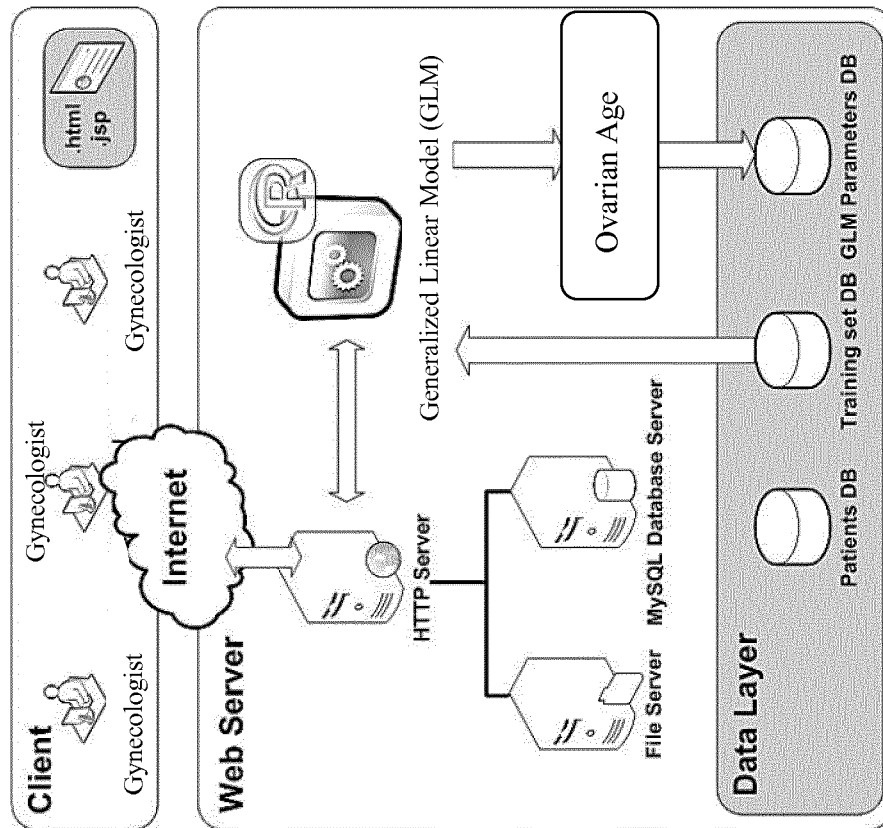 Client
Gynecologist
Gynecologist
Gynecologist
.html
.jsp
Internet
Web Server
HTTP Server
R
Generalized Linear Model (GLM)
File Server
MySQL Database Server
Ovarian Age
Data Layer
Patients DB
Training set DB
GLM Parameters DB